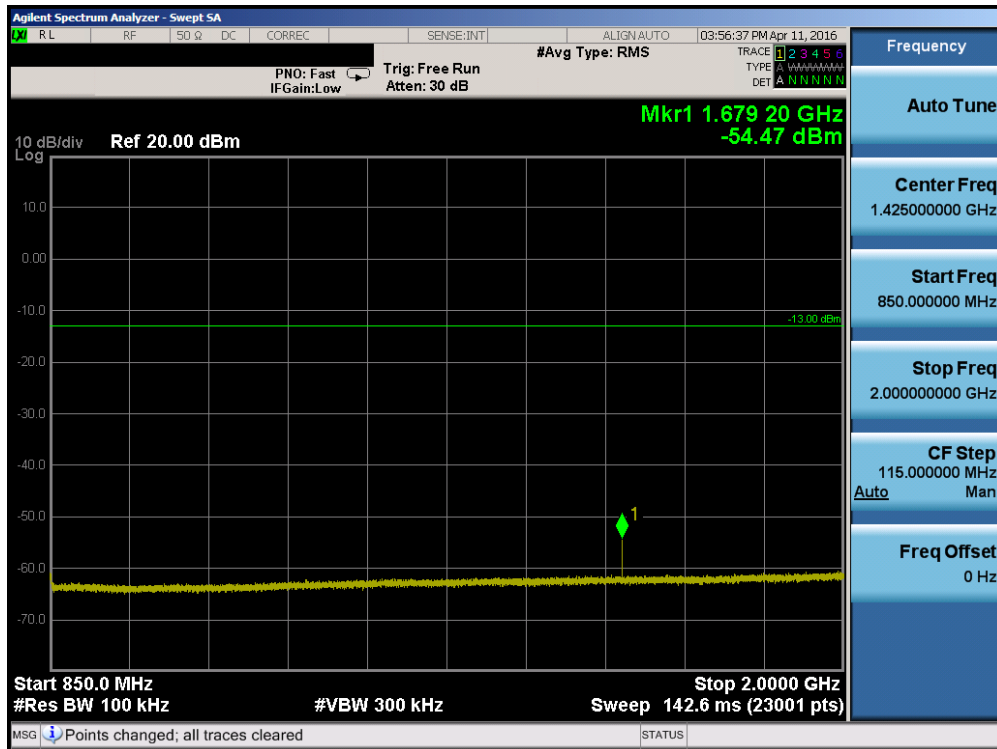 Agilent Spectrum Analyzer - Swept SA
LXI RL RF 50 Ω DC CORREC SENSE:INT ALIGN AUTO 03:56:37 PM Apr 11, 2016
#Avg Type: RMS TRACE 1 2 3 4 5 6
PNO: Fast Trig: Free Run TYPE A WWWWW
IFGain:Low Atten: 30 dB DET A N N N N N
Mkr1 1.679 20 GHz
-54.47 dBm
10 dB/div Ref 20.00 dBm
Log
10.0
0.00
-10.0
-13.00 dBm
-20.0
-30.0
-40.0
-50.0
1
-60.0
-70.0
Start 850.0 MHz Stop 2.0000 GHz
#Res BW 100 kHz #VBW 300 kHz Sweep 142.6 ms (23001 pts)
MSG Points changed; all traces cleared STATUS
Frequency
Auto Tune
Center Freq
1.425000000 GHz
Start Freq
850.000000 MHz
Stop Freq
2.000000000 GHz
CF Step
115.000000 MHz
Auto Man
Freq Offset
0 Hz